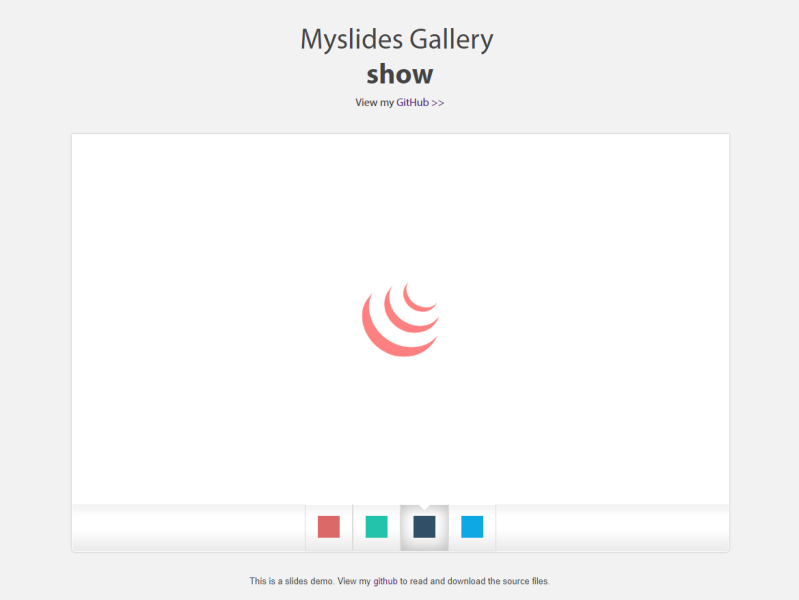 Myslides Gallery
show
View my GitHub >>
This is a slides demo. View my github to read and download the source files.